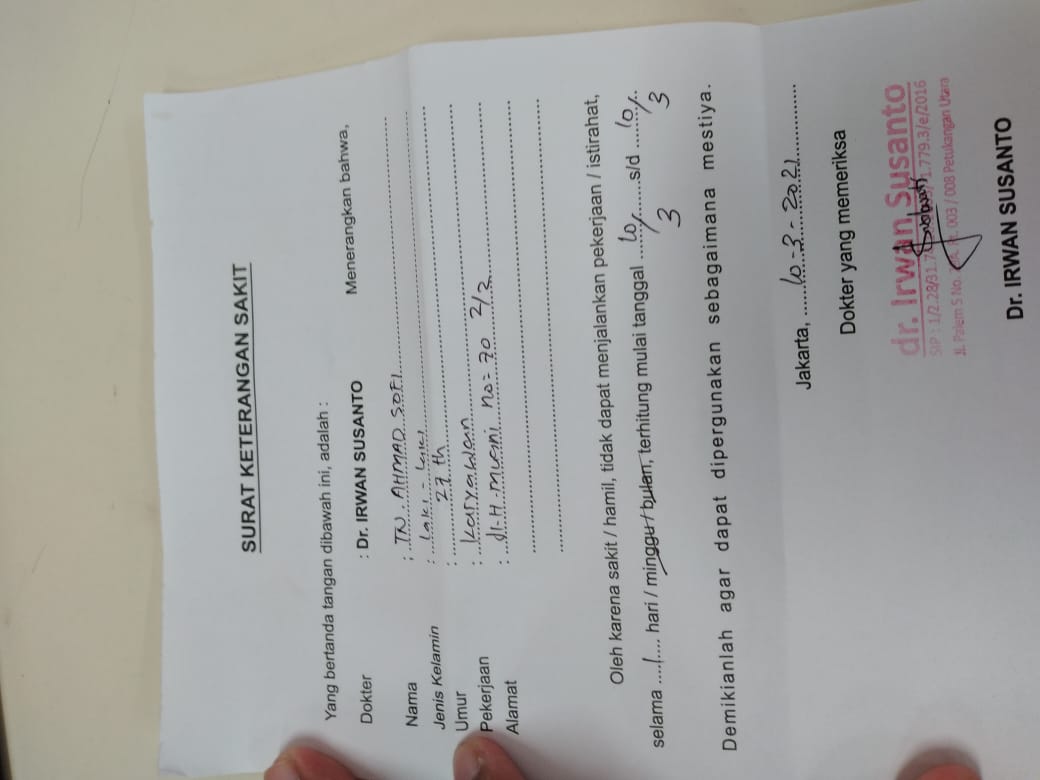 SURAT KETERANGAN SAKIT
Yang bertanda tangan dibawah ini, adalah :
Dokter : Dr. IRWAN SUSANTO Menerangkan bahwa,
Nama : TN. AHMAD SOFI
Jenis Kelamin : Laki - Laki
Umur : 27 th
Pekerjaan : Karyawan
Alamat : Jl. H. Muaini no= 70 2/2
Oleh karena sakit / hamil, tidak dapat menjalankan pekerjaan / istirahat,
selama ....1.... hari / minggu / bulan, terhitung mulai tanggal ....10/3....s/d ....10/3
Demikianlah agar dapat dipergunakan sebagaimana mestiya.
Jakarta, 10-3-2021
Dokter yang memeriksa
dr. Irwan Susanto
SIP : 1/2.28/31.7 1.779.3/e/2016
Jl. Palem 5 No. 003 / 008 Petukangan Utara
Dr. IRWAN SUSANTO